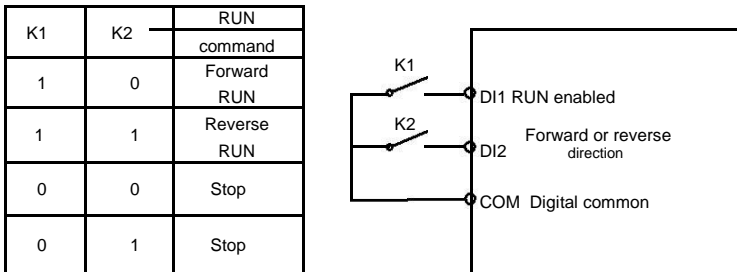 K1 K2 RUN
command
1 0 Forward
RUN
1 1 Reverse
RUN
0 0 Stop
0 1 Stop
K1
DI1 RUN enabled
K2
DI2 Forward or reverse
direction
COM Digital common